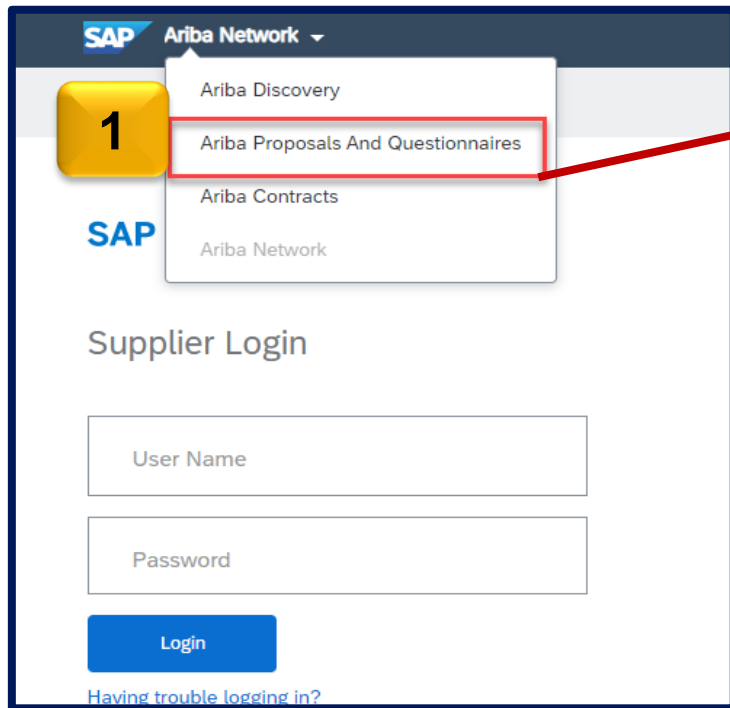 SAP Ariba Network
Ariba Discovery
1
Ariba Proposals And Questionnaires
Ariba Contracts
SAP
Ariba Network
Supplier Login
User Name
Password
Login
Having trouble logging in?